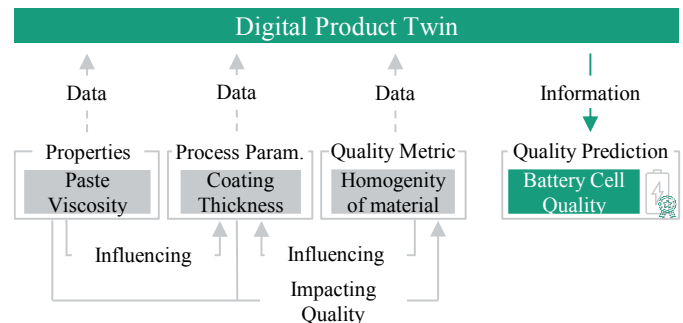 Digital Product Twin
Data
Data
Data
Information
Properties
Process Param.
Quality Metric
Quality Prediction
Paste
Viscosity
Coating
Thickness
Homogenity
of material
Battery Cell
Quality
Influencing
Influencing
Impacting
Quality